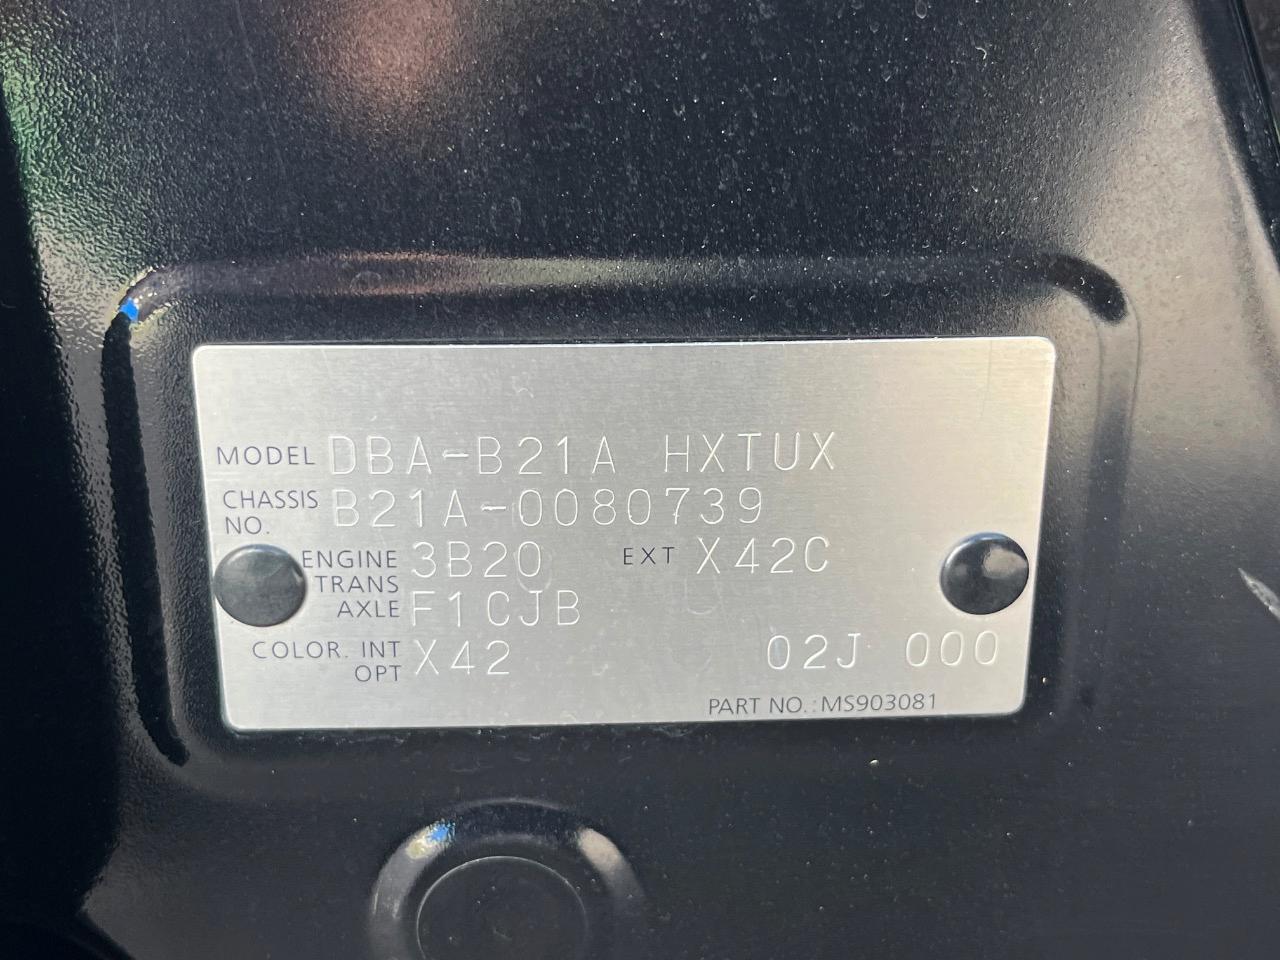 MODEL DBA-B21A HXTUX
CHASSIS NO. B21A-0080739
ENGINE 3B20 EXT X42C
TRANS AXLE F1CJB
COLOR. INT OPT X42 02J 000
PART NO.: MS903081